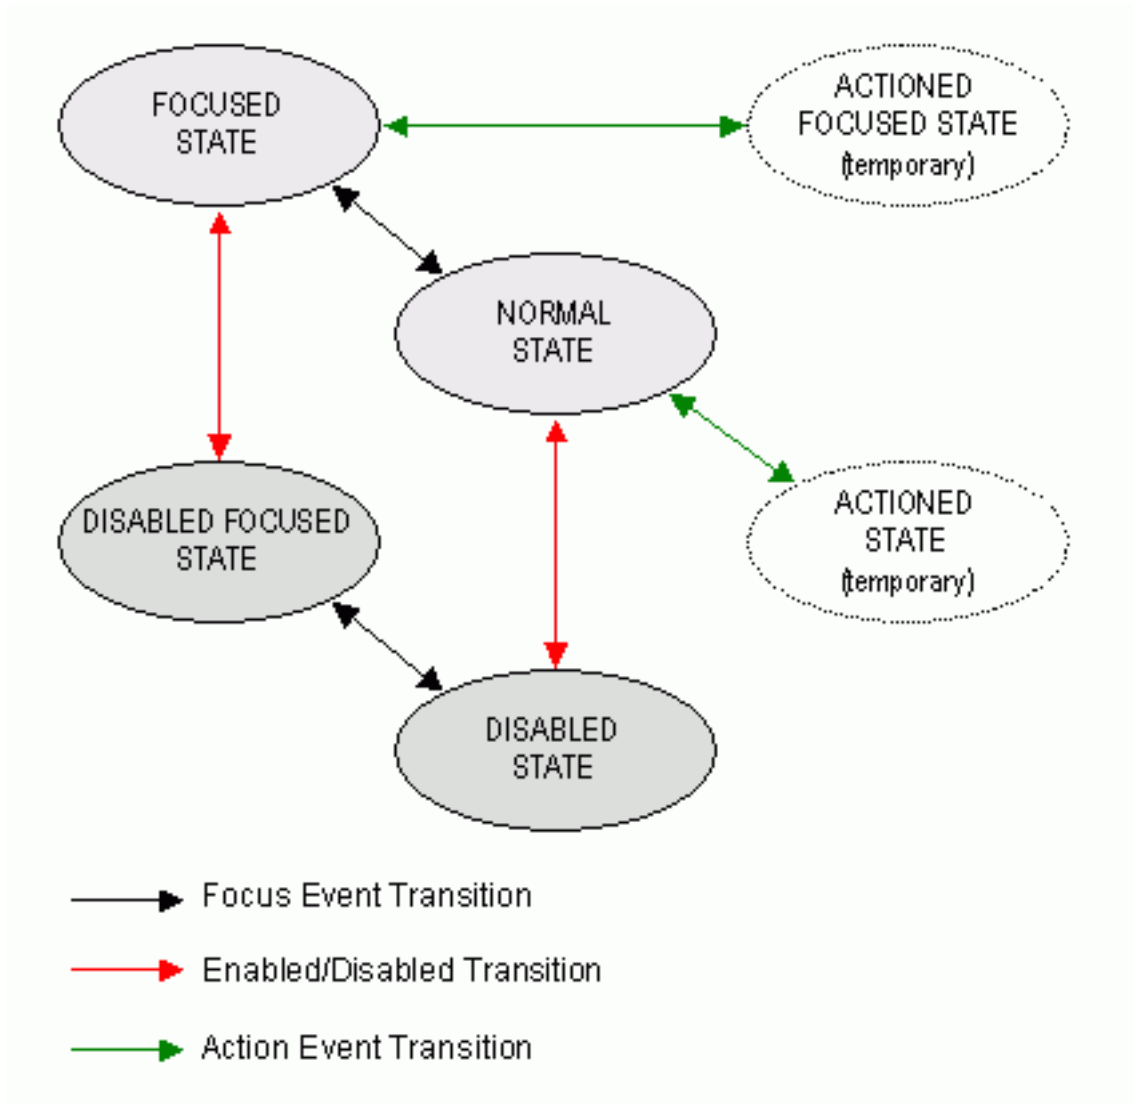 FOCUSED
STATE
ACTIONED
FOCUSED STATE
(temporary)
NORMAL
STATE
DISABLED FOCUSED
STATE
ACTIONED
STATE
(temporary)
DISABLED
STATE
Focus Event Transition
Enabled/Disabled Transition
Action Event Transition